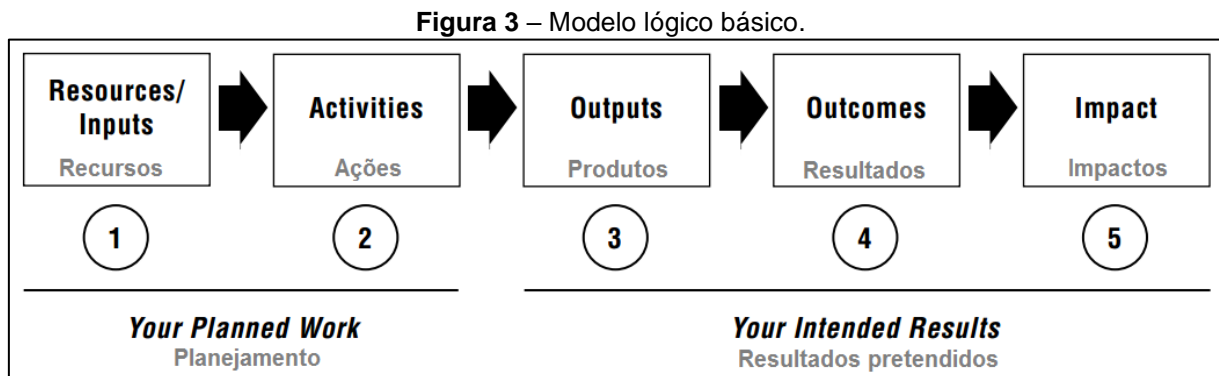 Figura 3 – Modelo lógico básico.
Resources/
Inputs
Recursos
Activities
Ações
Outputs
Produtos
Outcomes
Resultados
Impact
Impactos
1
2
3
4
5
Your Planned Work
Planejamento
Your Intended Results
Resultados pretendidos